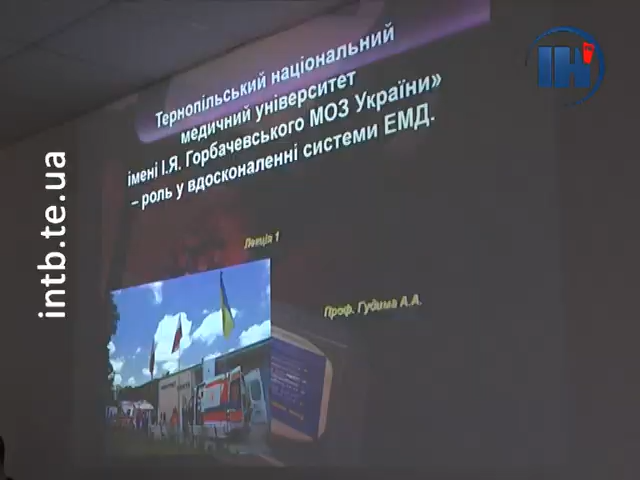 ІН
intb.te.ua
Тернопільський національний
медичний університет
імені І.Я. Горбачевського МОЗ України»
– роль у вдосконаленні системи ЕМД.
Лекція 1
Проф. Гудима А.А.